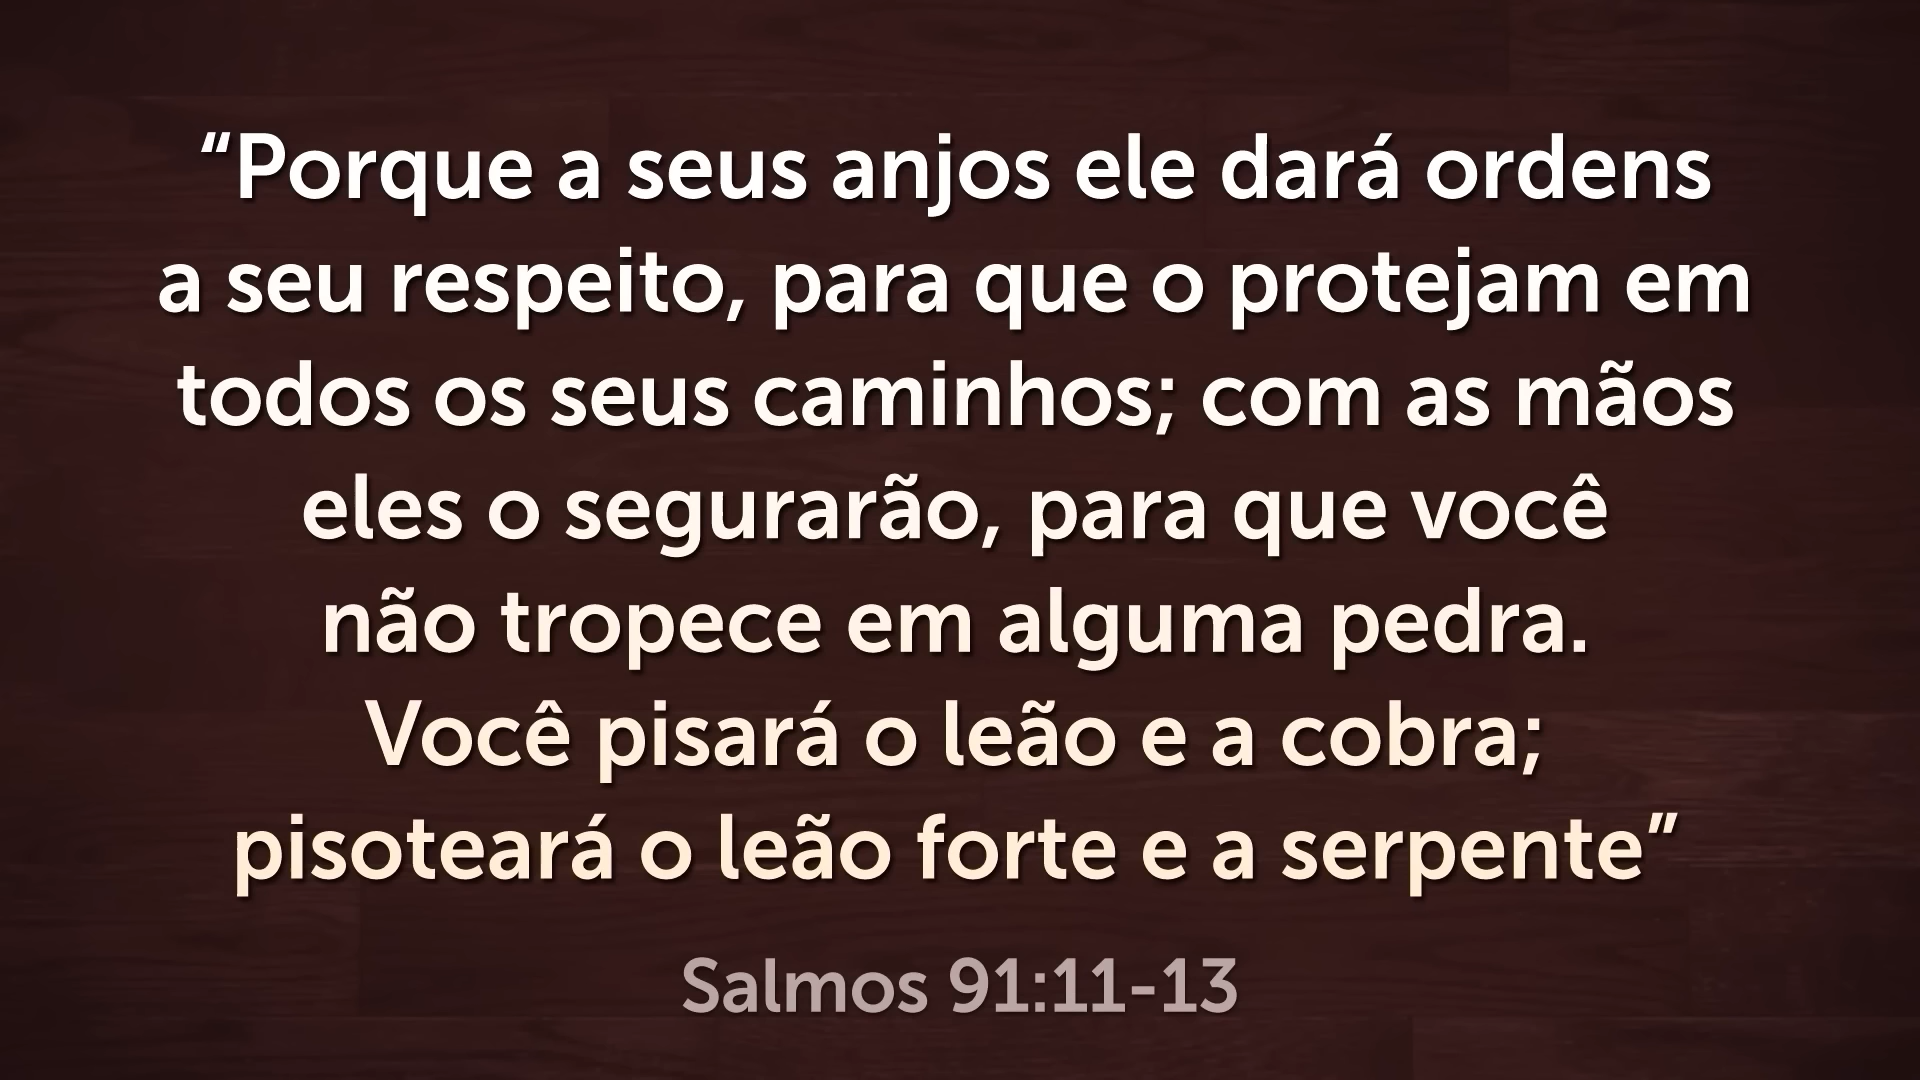 “Porque a seus anjos ele dará ordens
a seu respeito, para que o protejam em
todos os seus caminhos; com as mãos
eles o segurarão, para que você
não tropece em alguma pedra.
Você pisará o leão e a cobra;
pisoteará o leão forte e a serpente”
Salmos 91:11-13